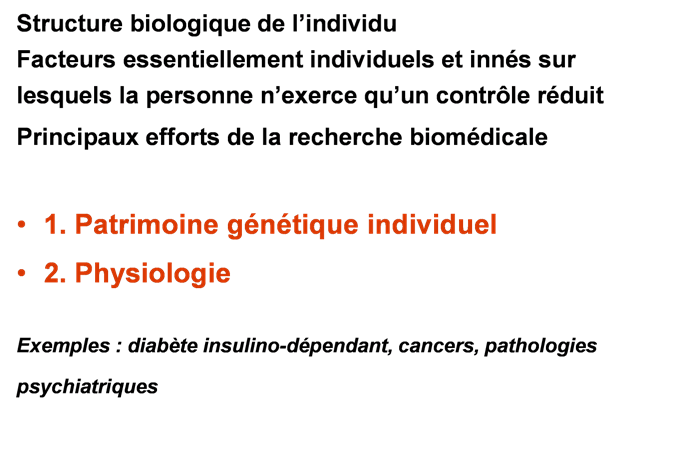 Structure biologique de l’individu
Facteurs essentiellement individuels et innés sur
lesquels la personne n’exerce qu’un contrôle réduit
Principaux efforts de la recherche biomédicale
• 1. Patrimoine génétique individuel
• 2. Physiologie
Exemples : diabète insulino-dépendant, cancers, pathologies
psychiatriques